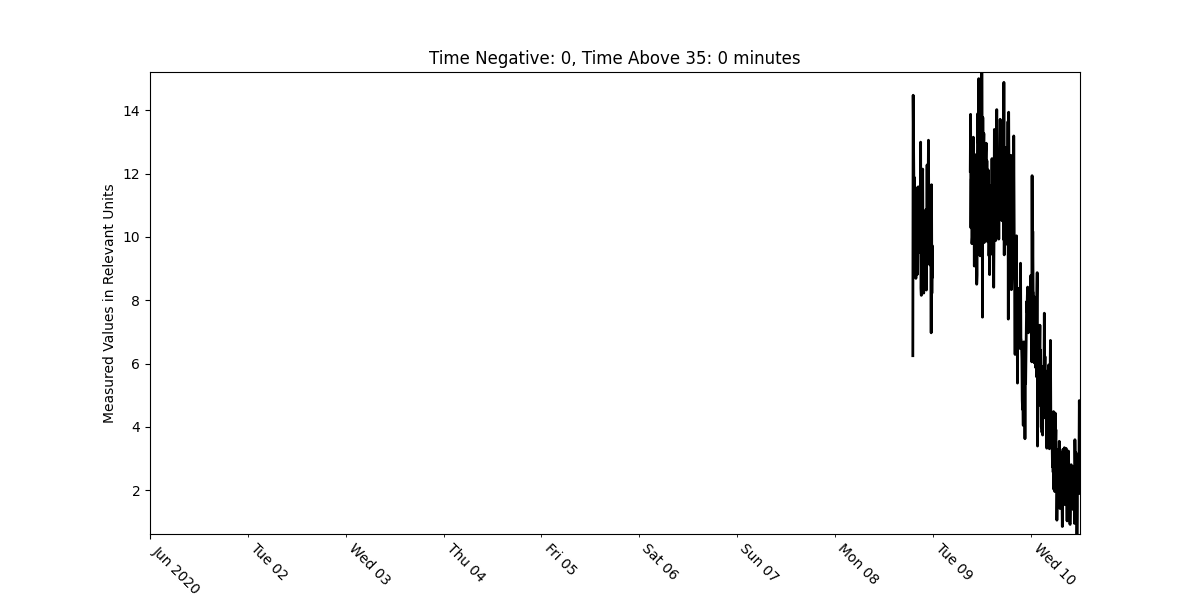 Time Negative: 0, Time Above 35: 0 minutes
Measured Values in Relevant Units
14
12
10
8
6
4
2
Jun 2020
Tue 02
Wed 03
Thu 04
Fri 05
Sat 06
Sun 07
Mon 08
Tue 09
Wed 10